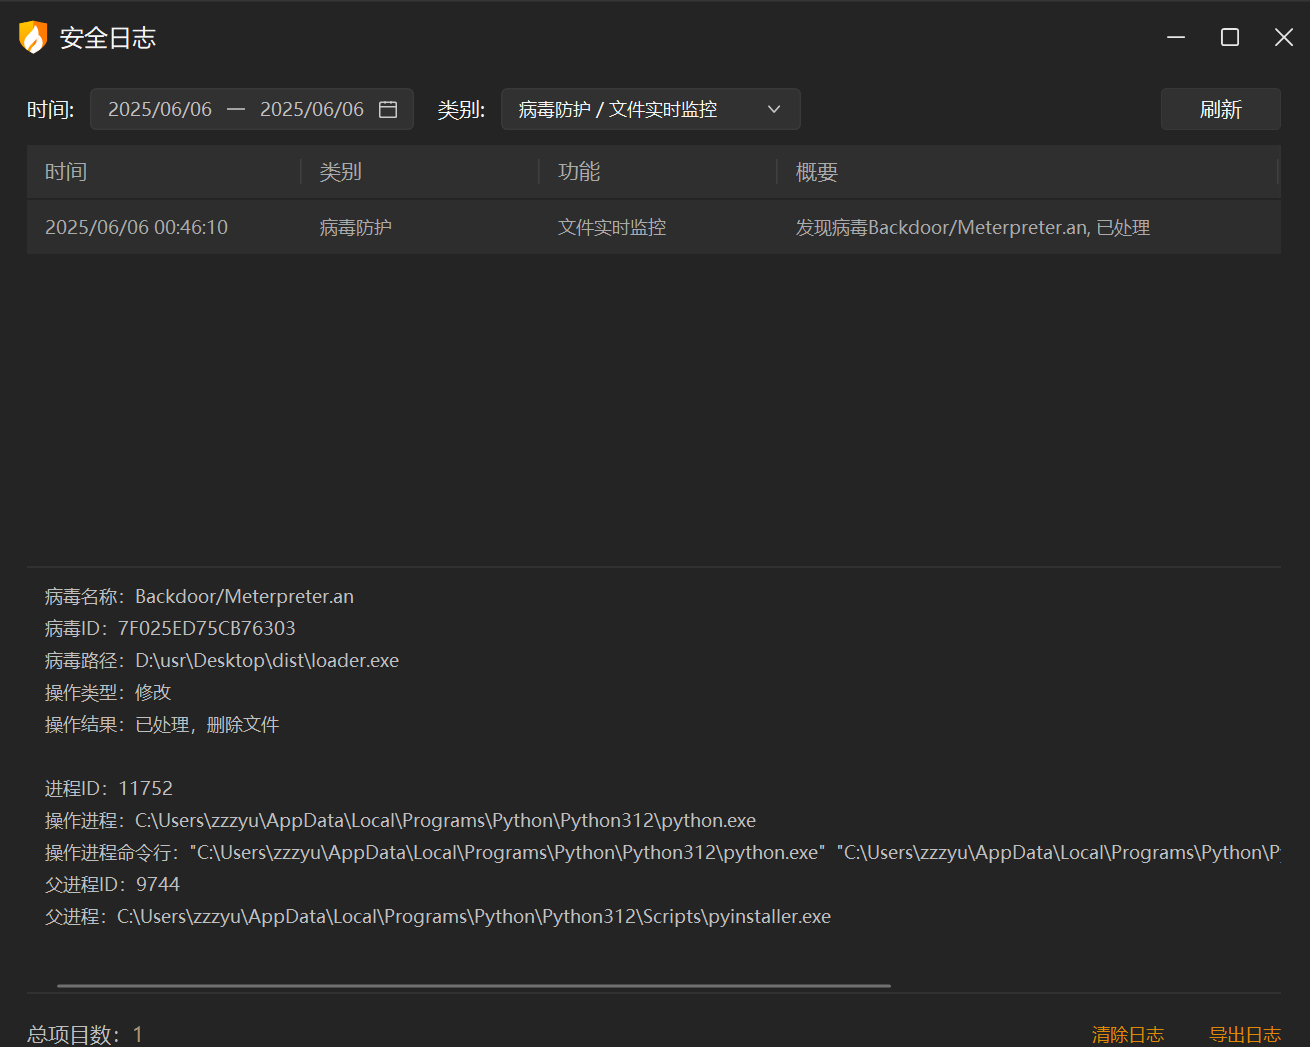 安全日志
时间: 2025/06/06 — 2025/06/06 类别: 病毒防护 / 文件实时监控 刷新
时间 类别 功能 概要
2025/06/06 00:46:10 病毒防护 文件实时监控 发现病毒Backdoor/Meterpreter.an, 已处理
病毒名称：Backdoor/Meterpreter.an
病毒ID：7F025ED75CB76303
病毒路径：D:\usr\Desktop\dist\loader.exe
操作类型：修改
操作结果：已处理，删除文件
进程ID：11752
操作进程：C:\Users\zzzyu\AppData\Local\Programs\Python\Python312\python.exe
操作进程命令行："C:\Users\zzzyu\AppData\Local\Programs\Python\Python312\python.exe" "C:\Users\zzzyu\AppData\Local\Programs\Python\P
父进程ID：9744
父进程：C:\Users\zzzyu\AppData\Local\Programs\Python\Python312\Scripts\pyinstaller.exe
总项目数：1 清除日志 导出日志